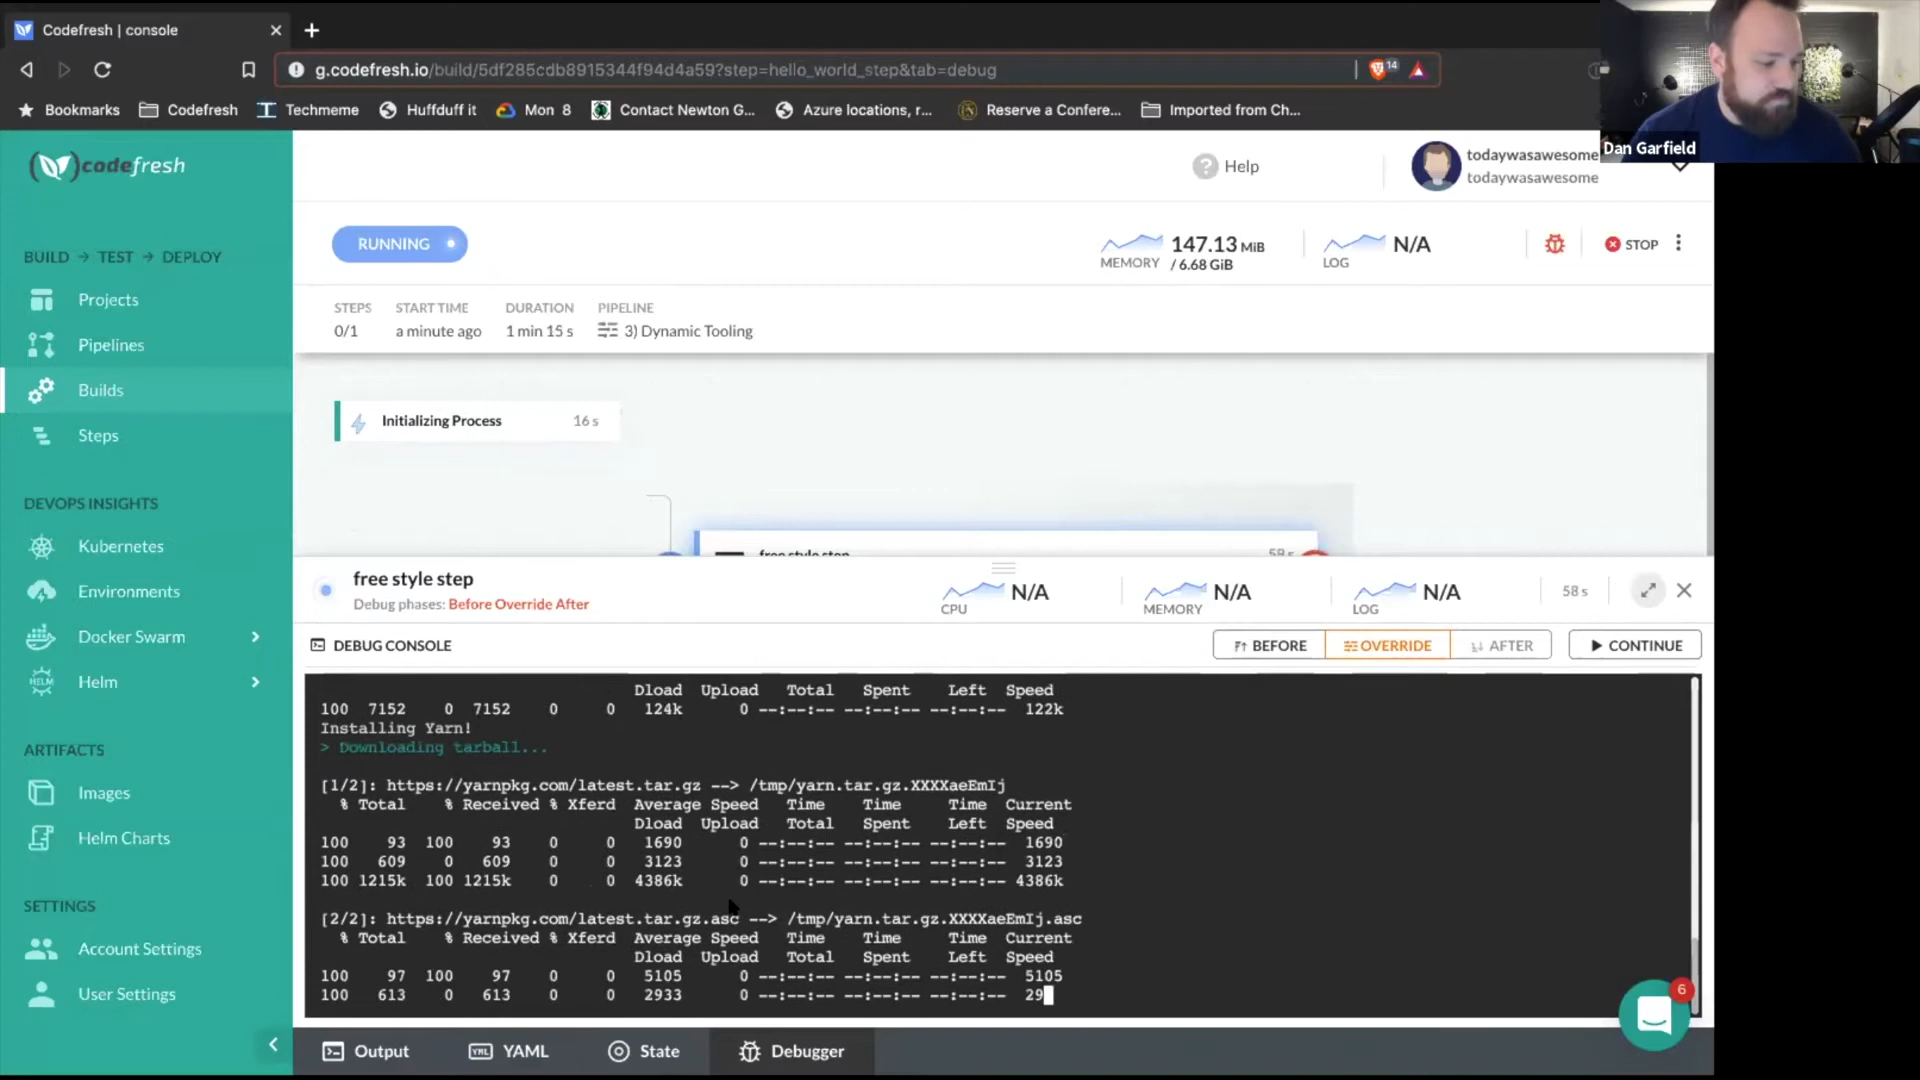 Codefresh | console
g.codefresh.io/build/5df285cdb8915344f94d4a59?step=hello_world_step&tab=debug
14
Bookmarks
Codefresh
Techmeme
Huffduff it
Mon 8
Contact Newton G...
Azure locations, r...
Reserve a Confere...
Imported from Ch...
Dan Garfield
codefresh
Help
todaywasawesome
todaywasawesome
BUILD → TEST → DEPLOY
Projects
Pipelines
Builds
Steps
DEVOPS INSIGHTS
Kubernetes
Environments
Docker Swarm
HELM
Helm
ARTIFACTS
Images
Helm Charts
SETTINGS
Account Settings
User Settings
RUNNING
MEMORY
147.13 MiB
/ 6.68 GiB
LOG
N/A
STOP
STEPS
0/1
START TIME
a minute ago
DURATION
1 min 15 s
PIPELINE
3) Dynamic Tooling
Initializing Process
16 s
free style step
58 s
free style step
Debug phases: Before Override After
CPU
N/A
MEMORY
N/A
LOG
N/A
58 s
DEBUG CONSOLE
BEFORE
OVERRIDE
AFTER
CONTINUE
Dload Upload Total Spent Left Speed
100 7152 0 7152 0 0 124k 0 --:--:-- --:--:-- --:--:-- 122k
Installing Yarn!
> Downloading tarball...
[1/2]: https://yarnpkg.com/latest.tar.gz --> /tmp/yarn.tar.gz.XXXXaeEmIj
% Total % Received % Xferd Average Speed Time Time Time Current
Dload Upload Total Spent Left Speed
100 93 100 93 0 0 1690 0 --:--:-- --:--:-- --:--:-- 1690
100 609 0 609 0 0 3123 0 --:--:-- --:--:-- --:--:-- 3123
100 1215k 100 1215k 0 0 4386k 0 --:--:-- --:--:-- --:--:-- 4386k
[2/2]: https://yarnpkg.com/latest.tar.gz.asc --> /tmp/yarn.tar.gz.XXXXaeEmIj.asc
% Total % Received % Xferd Average Speed Time Time Time Current
Dload Upload Total Spent Left Speed
100 97 100 97 0 0 5105 0 --:--:-- --:--:-- --:--:-- 5105
100 613 0 613 0 0 2933 0 --:--:-- --:--:-- --:--:-- 29
6
Output
YML
YAML
State
Debugger